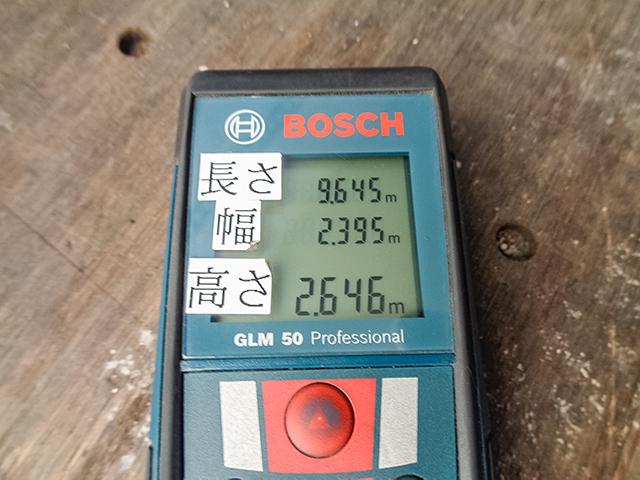 BOSCH
長さ 9.645m
幅 2.395m
高さ 2.646m
GLM 50 Professional